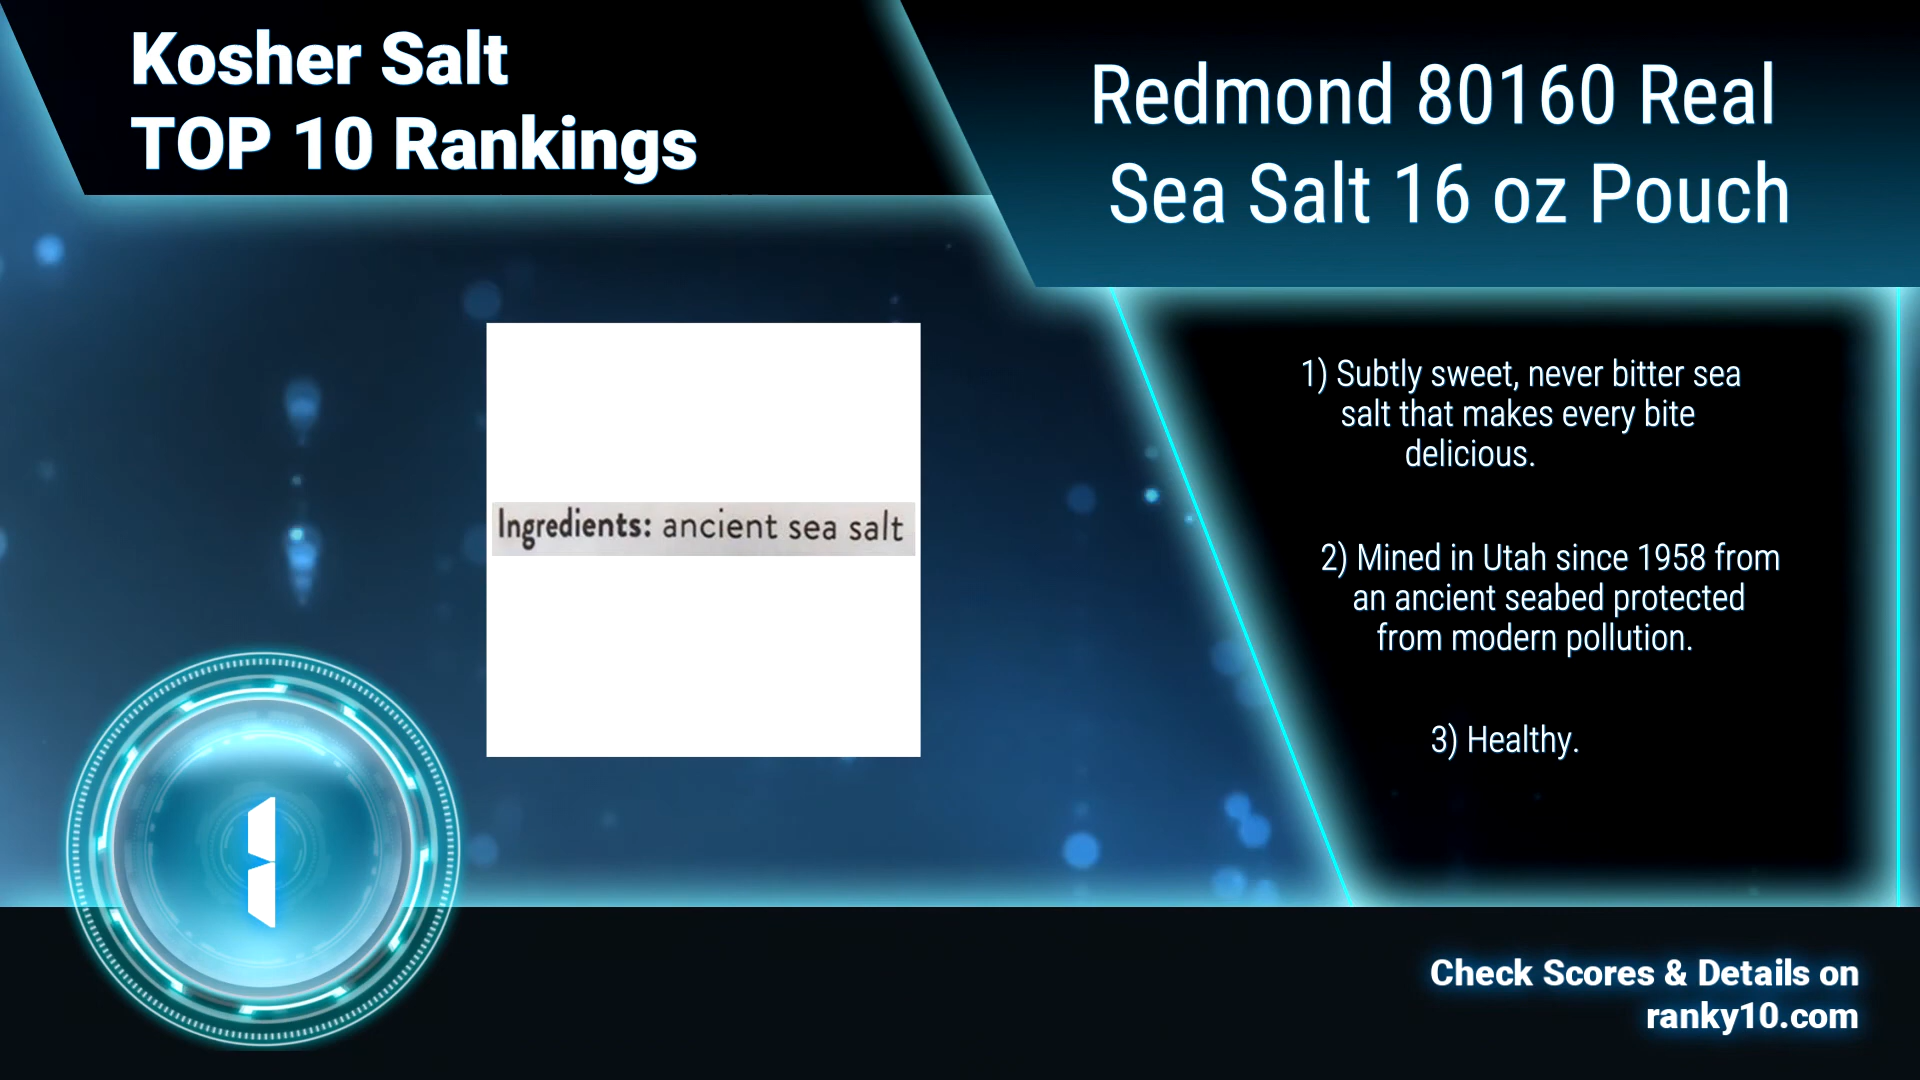 Kosher Salt
TOP 10 Rankings
Redmond 80160 Real
Sea Salt 16 oz Pouch
Ingredients: ancient sea salt
1) Subtly sweet, never bitter sea
salt that makes every bite
delicious.
2) Mined in Utah since 1958 from
an ancient seabed protected
from modern pollution.
3) Healthy.
1
Check Scores & Details on
ranky10.com